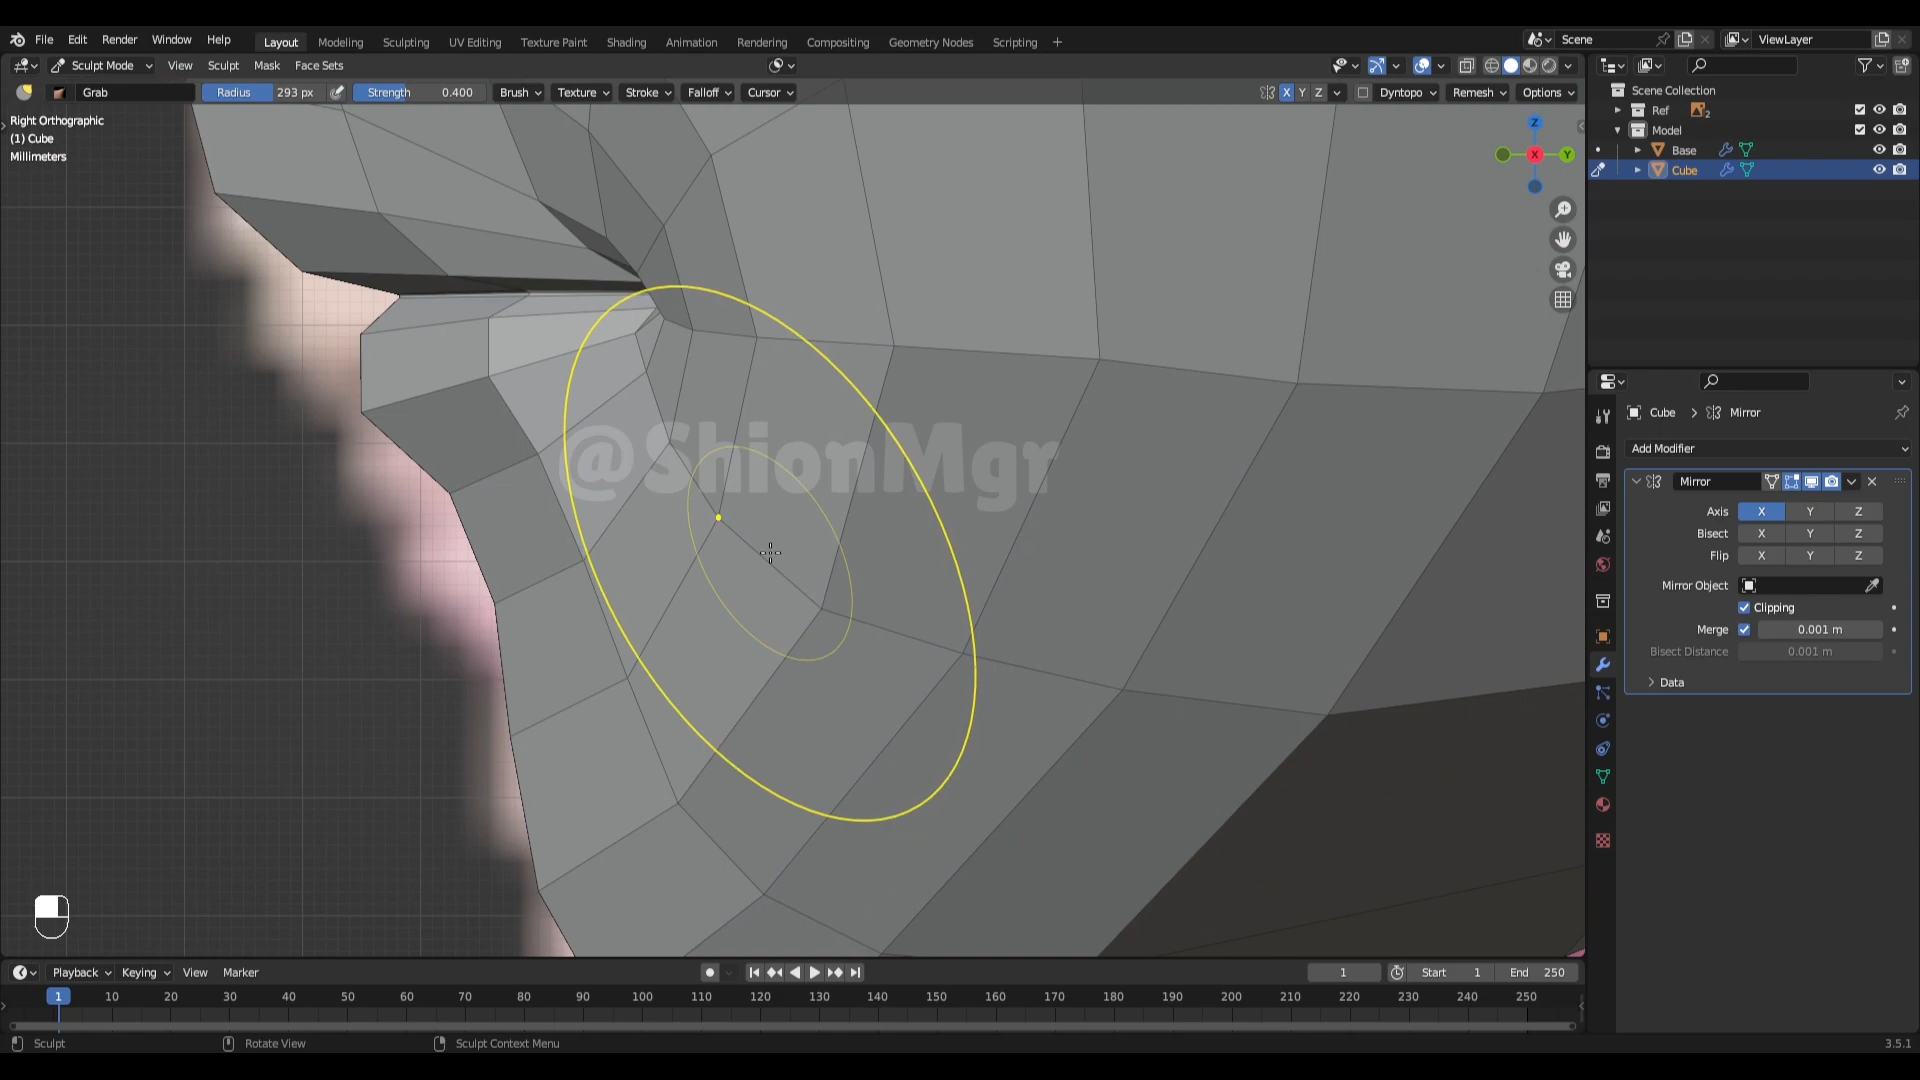 File Edit Render Window Help Layout Modeling Sculpting UV Editing Texture Paint Shading Animation Rendering Compositing Geometry Nodes Scripting + Scene ViewLayer
Sculpt Mode View Sculpt Mask Face Sets
Grab Radius 293 px Strength 0.400 Brush Texture Stroke Falloff Cursor X Y Z Dyntopo Remesh Options
Right Orthographic
(1) Cube
Millimeters
Z
X
Y
@ShionMgr
Scene Collection
Ref 2
Model
Base
Cube
Cube > Mirror
Add Modifier
Mirror
Axis X Y Z
Bisect X Y Z
Flip X Y Z
Mirror Object
Clipping
Merge 0.001 m
Bisect Distance 0.001 m
Data
Playback Keying View Marker 1 Start 1 End 250
1 10 20 30 40 50 60 70 80 90 100 110 120 130 140 150 160 170 180 190 200 210 220 230 240 250
Sculpt Rotate View Sculpt Context Menu 3.5.1